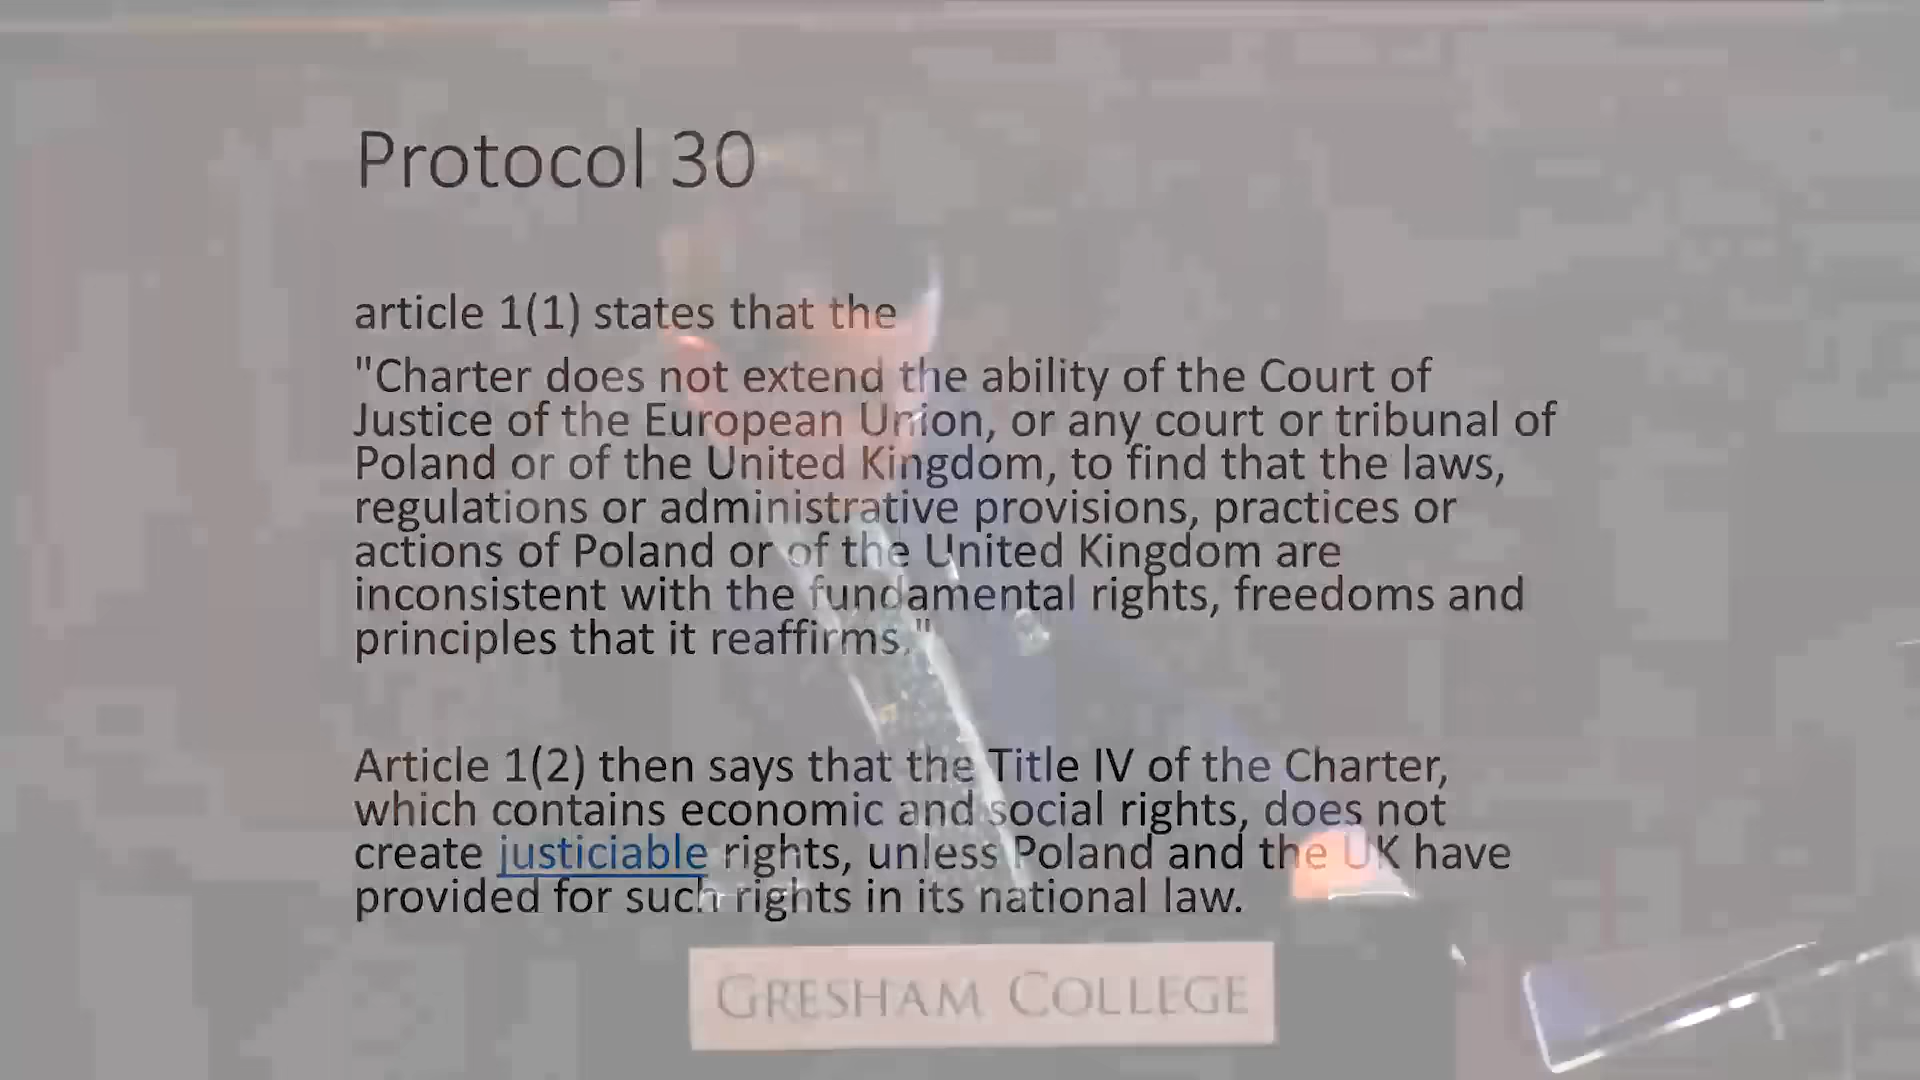 Protocol 30
article 1(1) states that the
"Charter does not extend the ability of the Court of
Justice of the European Union, or any court or tribunal of
Poland or of the United Kingdom, to find that the laws,
regulations or administrative provisions, practices or
actions of Poland or of the United Kingdom are
inconsistent with the fundamental rights, freedoms and
principles that it reaffirms."
Article 1(2) then says that the Title IV of the Charter,
which contains economic and social rights, does not
create justiciable rights, unless Poland and the UK have
provided for such rights in its national law.
GRESHAM COLLEGE